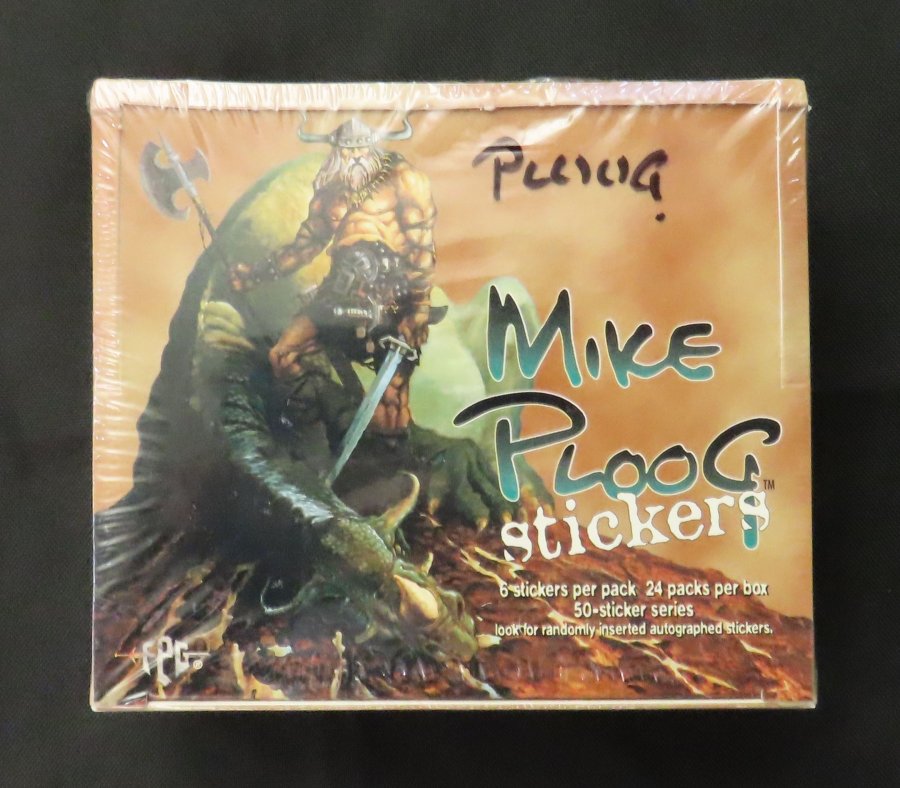 PLOOG
MIKE
PLOOG™
stickers
6 stickers per pack 24 packs per box
50-sticker series
look for randomly inserted autographed stickers.
FPG®